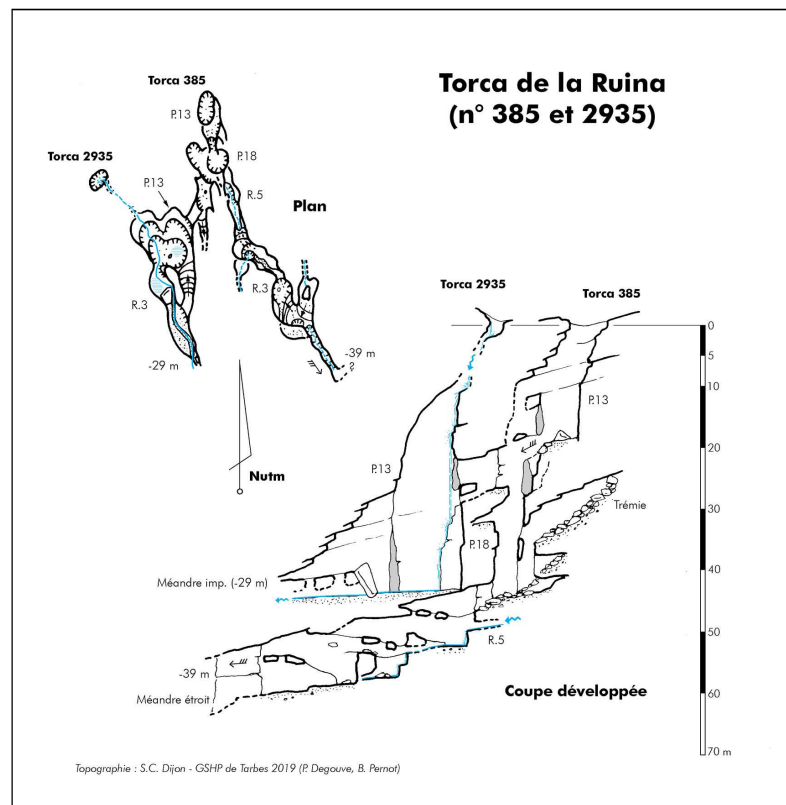 Torca de la Ruina
(n° 385 et 2935)
Torca 385
P.13
Torca 2935
P.18
P.13
R.5
Plan
R.3
R.3
-29 m
-39 m
?
Nutm
Torca 2935
Torca 385
0
5
10
P.13
20
P.13
30
Trémie
P.18
Méandre imp. (-29 m)
40
50
R.5
-39 m
Méandre étroit
Coupe développée
60
70 m
Topographie : S.C. Dijon - GSHP de Tarbes 2019 (P. Degouve, B. Pernot)